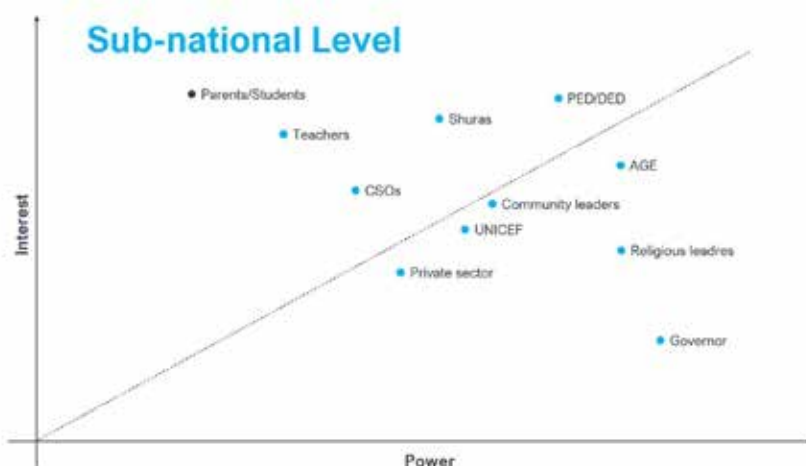 Sub-national Level
Parents/Students
PED/DED
Shuras
Teachers
AGE
CSOs
Community leaders
UNICEF
Religious leadres
Private sector
Governor
Interest
Power